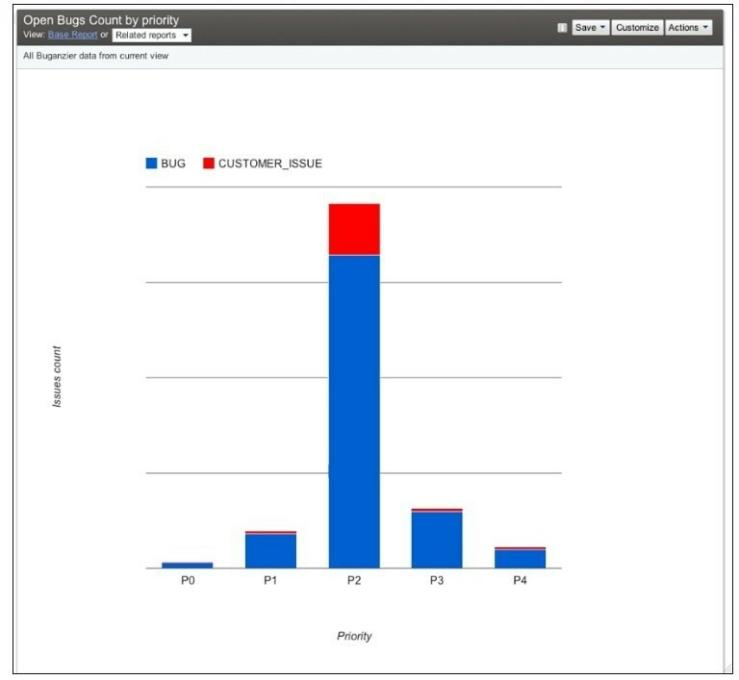 Open Bugs Count by priority
View: Base Report or Related reports
Save Customize Actions
All Buganzier data from current view
BUG CUSTOMER_ISSUE
Issues count
P0 P1 P2 P3 P4
Priority